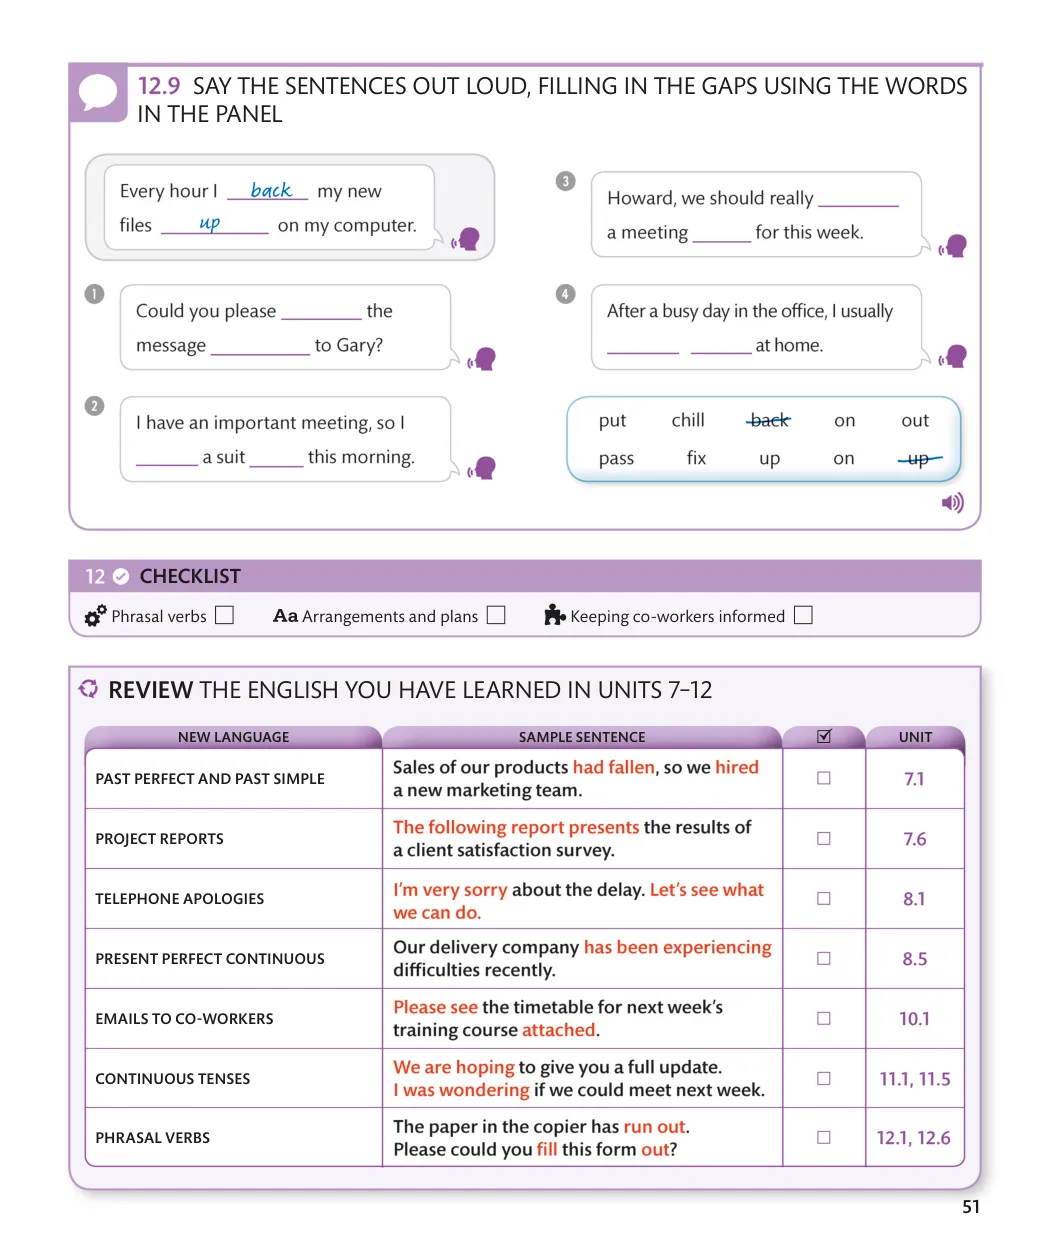 12.9 SAY THE SENTENCES OUT LOUD, FILLING IN THE GAPS USING THE WORDS
IN THE PANEL
Every hour I back my new
files up on my computer.
1
Could you please ________ the
message ________ to Gary?
2
I have an important meeting, so I
________ a suit ________ this morning.
3
Howard, we should really ________
a meeting ________ for this week.
4
After a busy day in the office, I usually
________ ________ at home.
put chill back on out
pass fix up on up
12 CHECKLIST
Phrasal verbs Aa Arrangements and plans Keeping co-workers informed
REVIEW THE ENGLISH YOU HAVE LEARNED IN UNITS 7–12
NEW LANGUAGE SAMPLE SENTENCE UNIT
PAST PERFECT AND PAST SIMPLE
Sales of our products had fallen, so we hired
a new marketing team.
7.1
PROJECT REPORTS
The following report presents the results of
a client satisfaction survey.
7.6
TELEPHONE APOLOGIES
I'm very sorry about the delay. Let's see what
we can do.
8.1
PRESENT PERFECT CONTINUOUS
Our delivery company has been experiencing
difficulties recently.
8.5
EMAILS TO CO-WORKERS
Please see the timetable for next week's
training course attached.
10.1
CONTINUOUS TENSES
We are hoping to give you a full update.
I was wondering if we could meet next week.
11.1, 11.5
PHRASAL VERBS
The paper in the copier has run out.
Please could you fill this form out?
12.1, 12.6
51